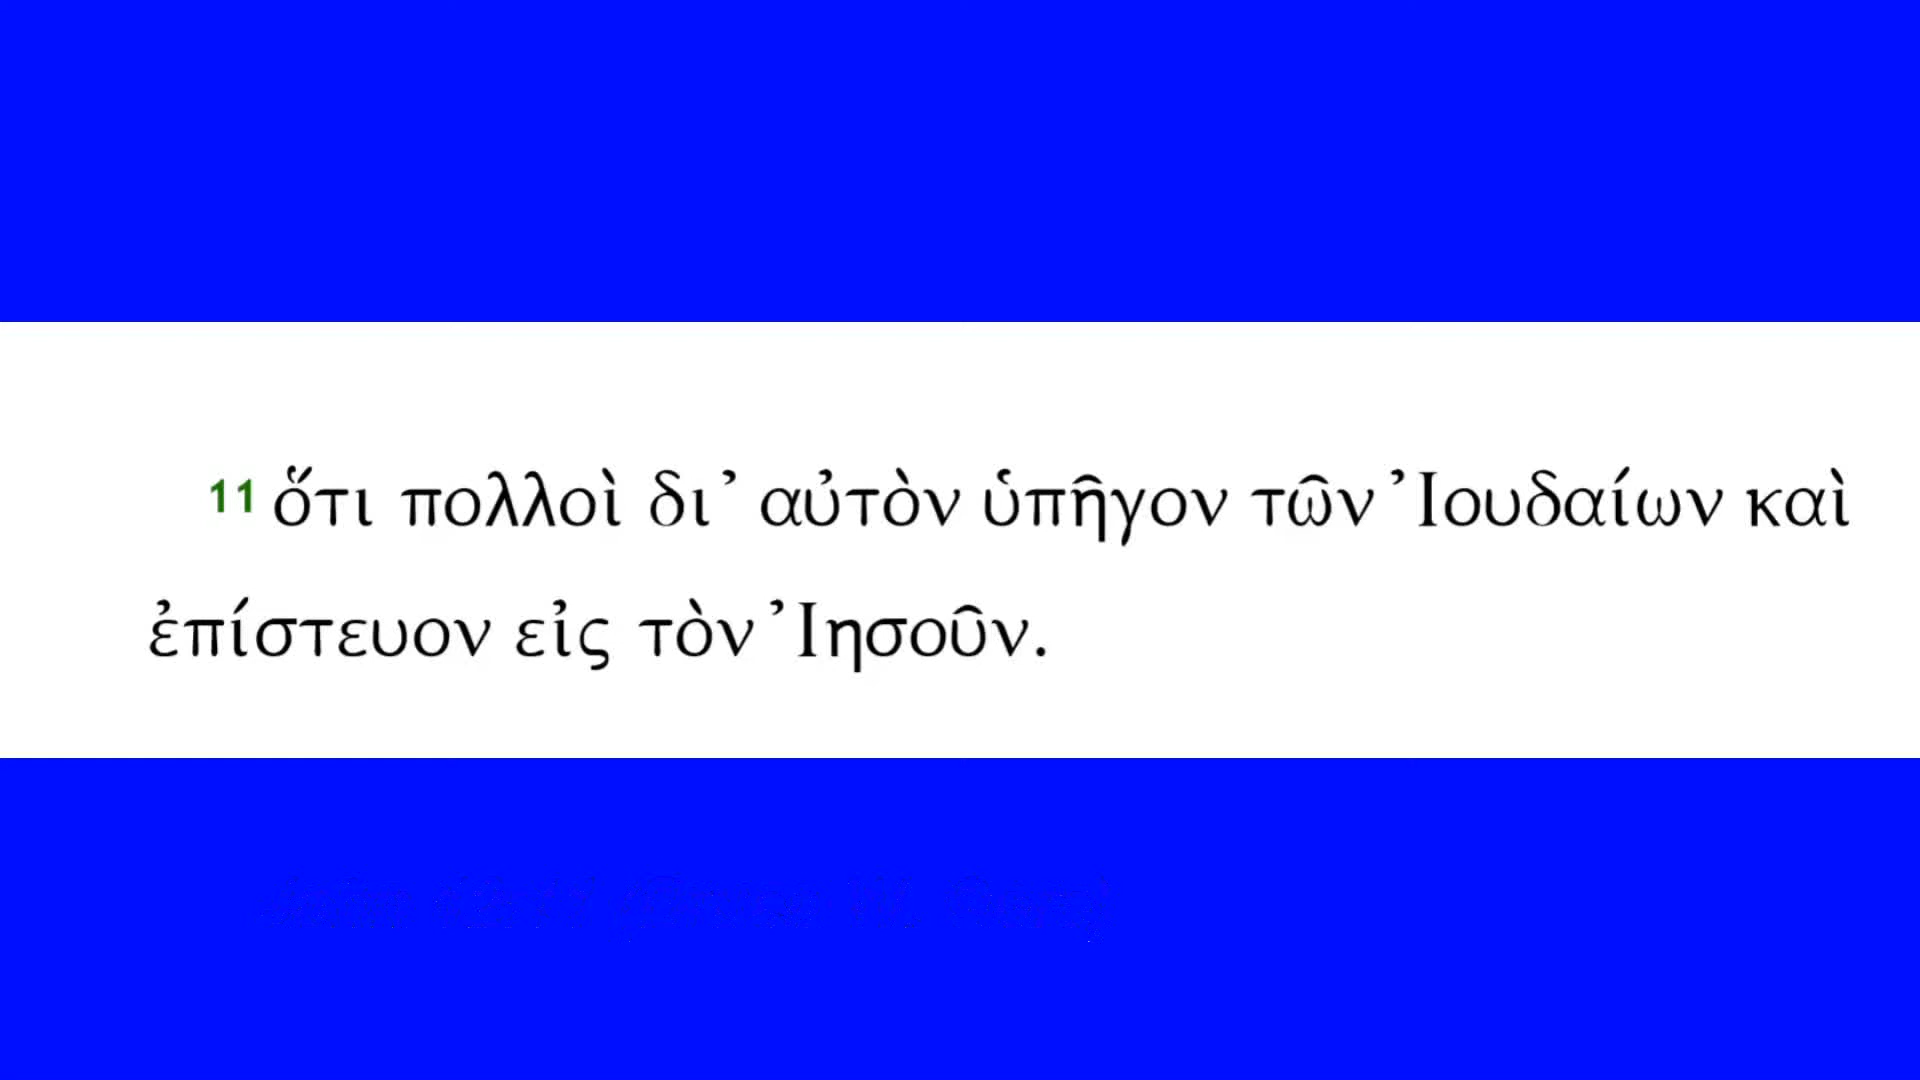 11 ὅτι πολλοὶ δι᾽ αὐτὸν ὑπῆγον τῶν Ἰουδαίων καὶ
ἐπίστευον εἰς τὸν Ἰησοῦν.